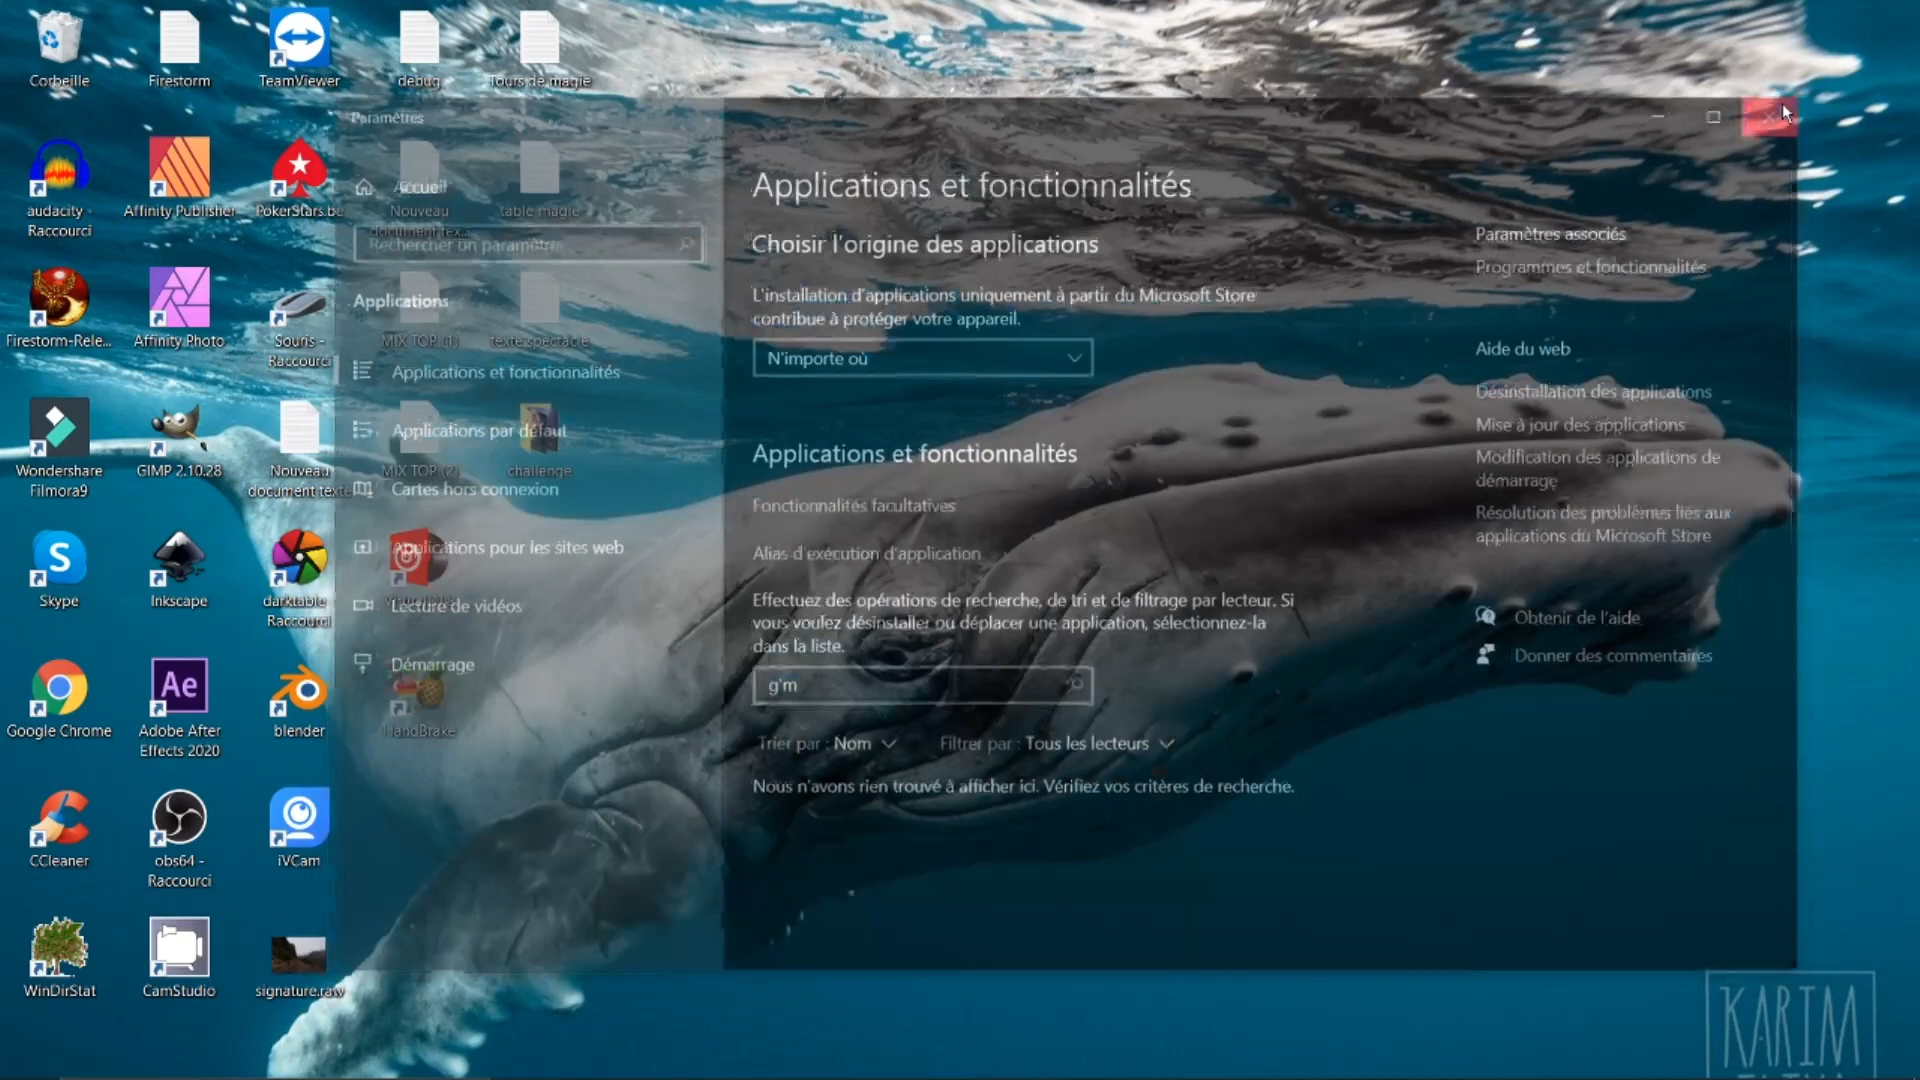 Corbeille
Firestorm
TeamViewer
debug
Tours de magie
audacity -
Raccourci
Affinity Publisher
PokerStars.be
Nouveau
document tex...
table magie
Firestorm-Rele...
Affinity Photo
Souris -
Raccourci
MIX TOP (1)
texte spectacle
Wondershare
Filmora9
GIMP 2.10.28
Nouveau
document texte
MIX TOP (2)
challenge
Skype
Inkscape
darktable
Raccourci
Google Chrome
Ae
Adobe After
Effects 2020
blender
HandBrake
CCleaner
obs64 -
Raccourci
iVCam
WinDirStat
CamStudio
signature.raw
Paramètres
Accueil
Rechercher un paramètre
Applications
Applications et fonctionnalités
Applications par défaut
Cartes hors connexion
Applications pour les sites web
Lecture de vidéos
Démarrage
Applications et fonctionnalités
Choisir l'origine des applications
L'installation d'applications uniquement à partir du Microsoft Store
contribue à protéger votre appareil.
N'importe où
Applications et fonctionnalités
Fonctionnalités facultatives
Alias d'exécution d'application
Effectuez des opérations de recherche, de tri et de filtrage par lecteur. Si
vous voulez désinstaller ou déplacer une application, sélectionnez-la
dans la liste.
g'm
Trier par : Nom
Filtrer par : Tous les lecteurs
Nous n'avons rien trouvé à afficher ici. Vérifiez vos critères de recherche.
Paramètres associés
Programmes et fonctionnalités
Aide du web
Désinstallation des applications
Mise à jour des applications
Modification des applications de
démarrage
Résolution des problèmes liés aux
applications du Microsoft Store
Obtenir de l'aide
Donner des commentaires
KARIM